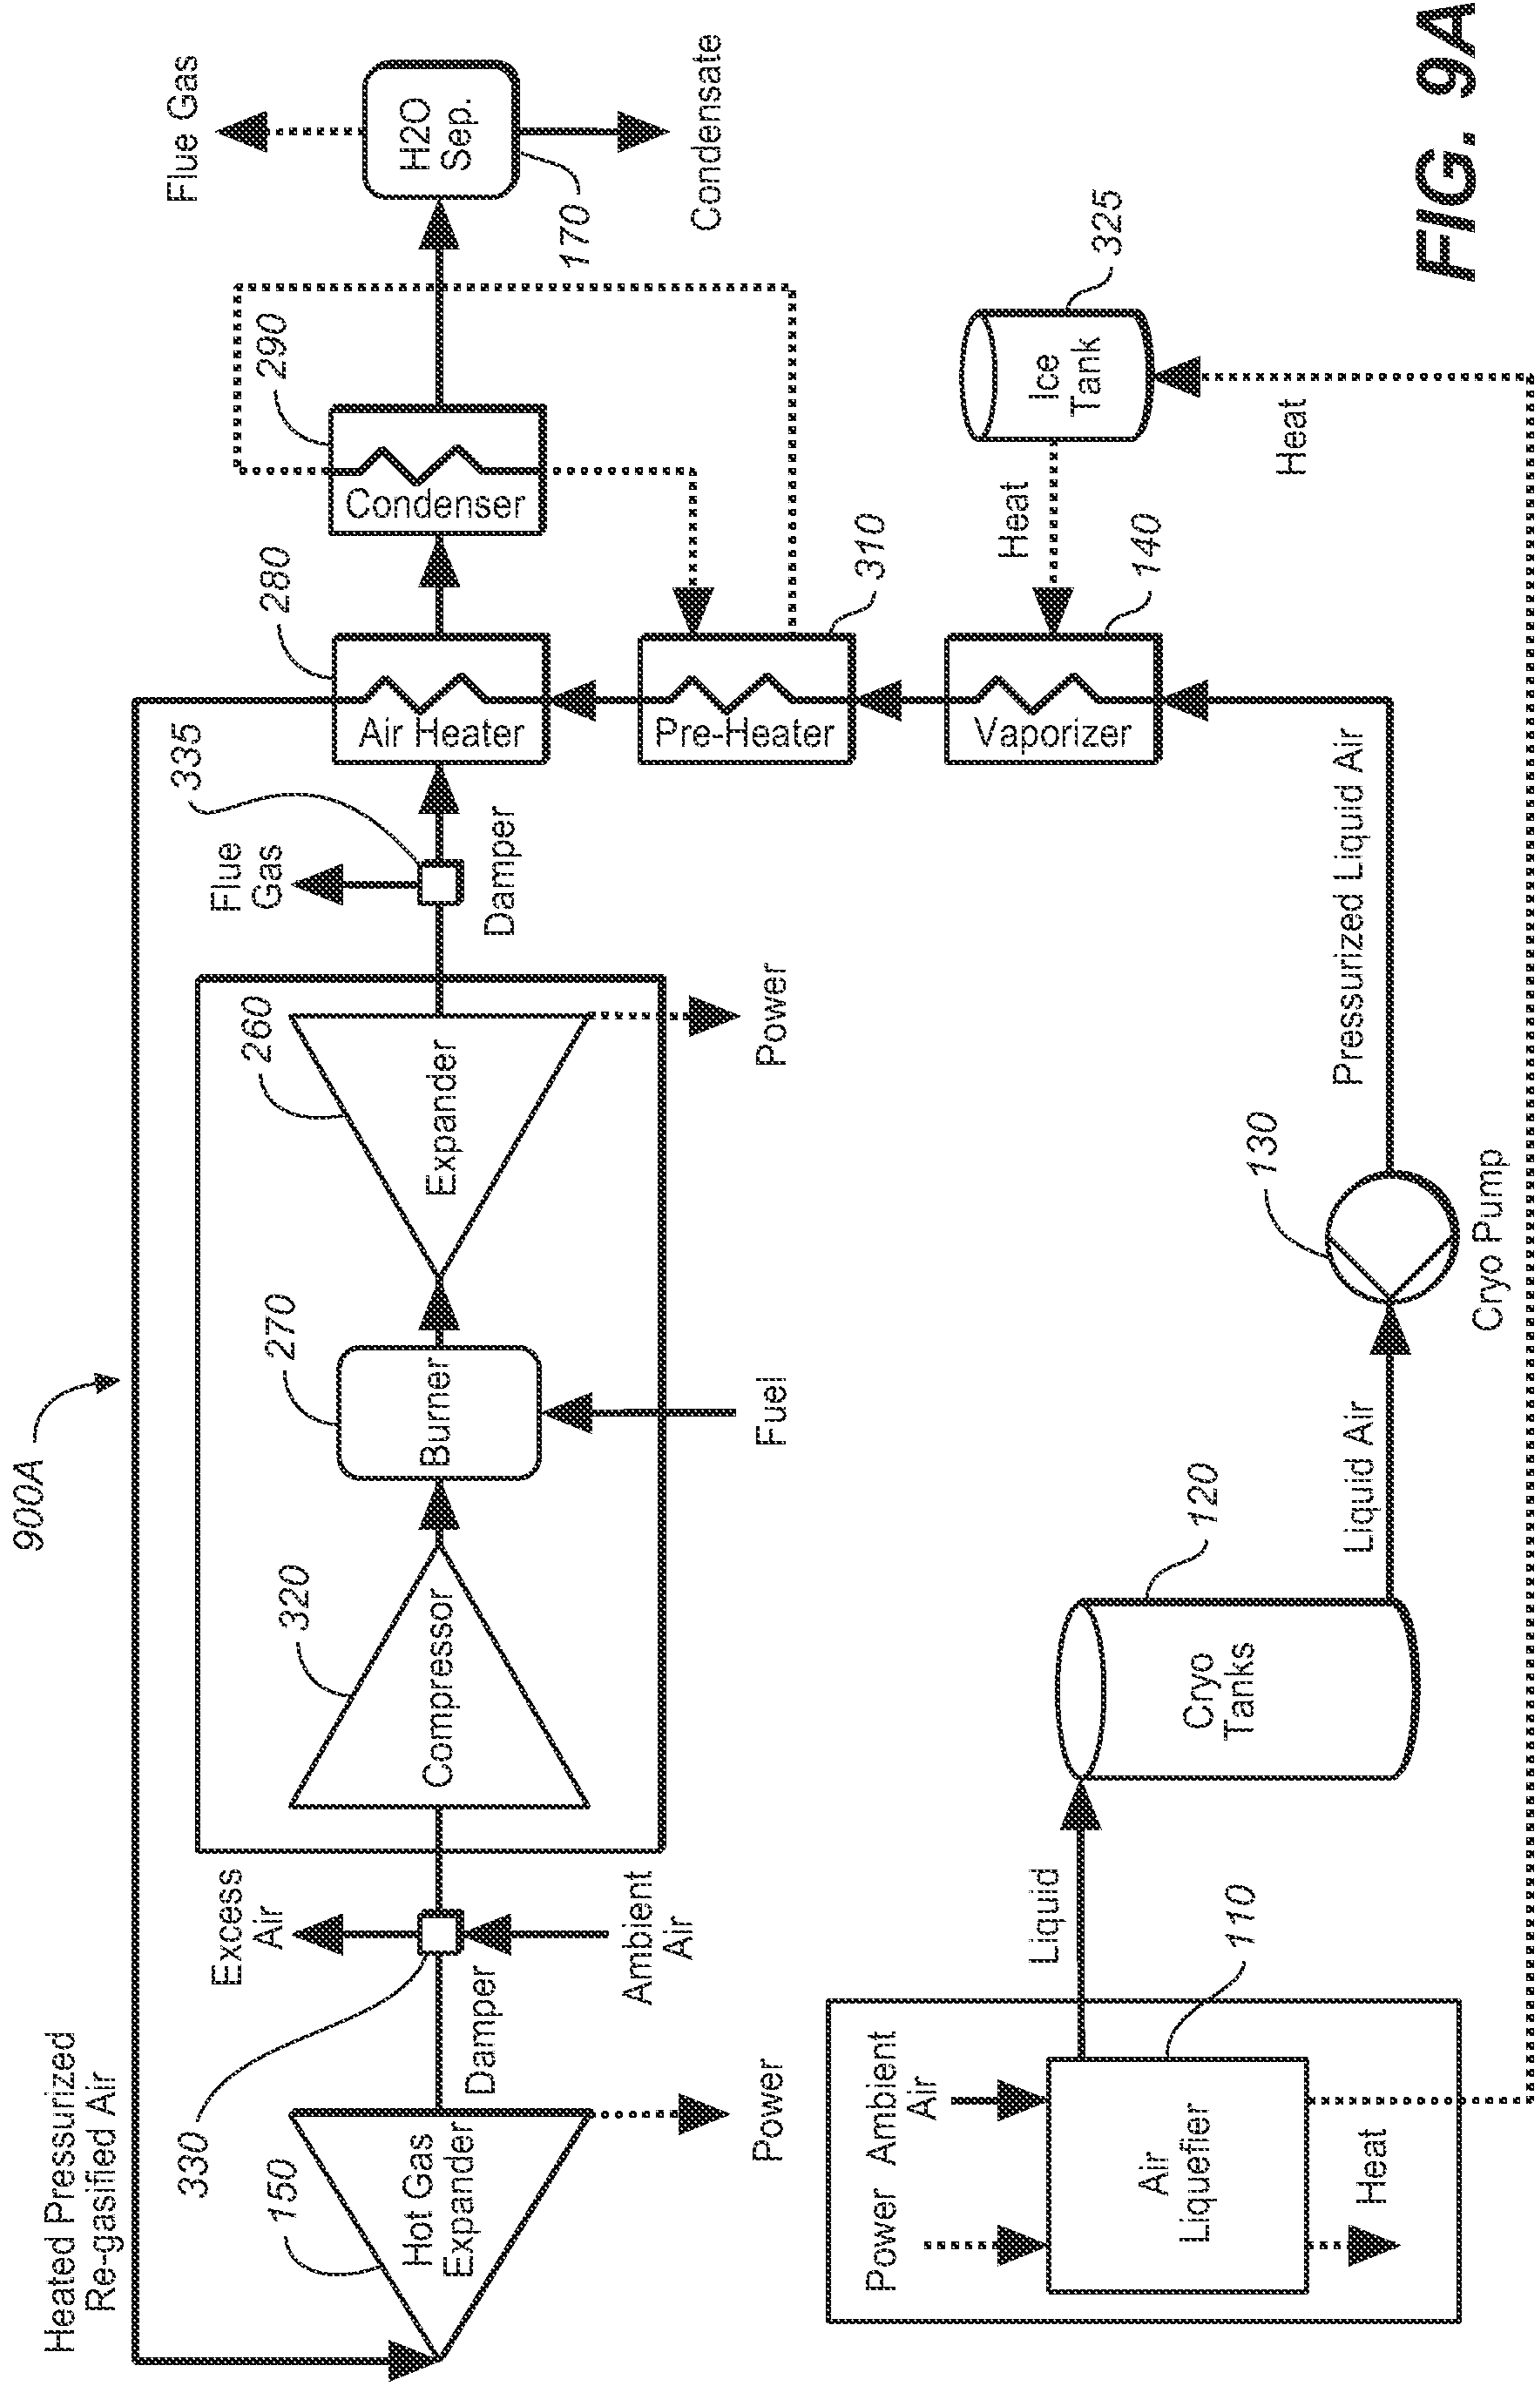 900A
Heated Pressurized
Re-gasified Air
150
Hot Gas
Expander
Power
330
Damper
Excess
Air
Ambient
Air
320
Compressor
270
Burner
Fuel
260
Expander
Power
335
Flue
Gas
Damper
280
Air Heater
290
Condenser
Flue Gas
H2O
Sep.
170
Condensate
310
Pre-Heater
140
Vaporizer
Heat
Ice
Tank
325
Heat
Power
Ambient
Air
Air
Liquefier
110
Heat
Liquid
Cryo
Tanks
120
Liquid Air
130
Cryo Pump
Pressurized Liquid Air
FIG. 9A